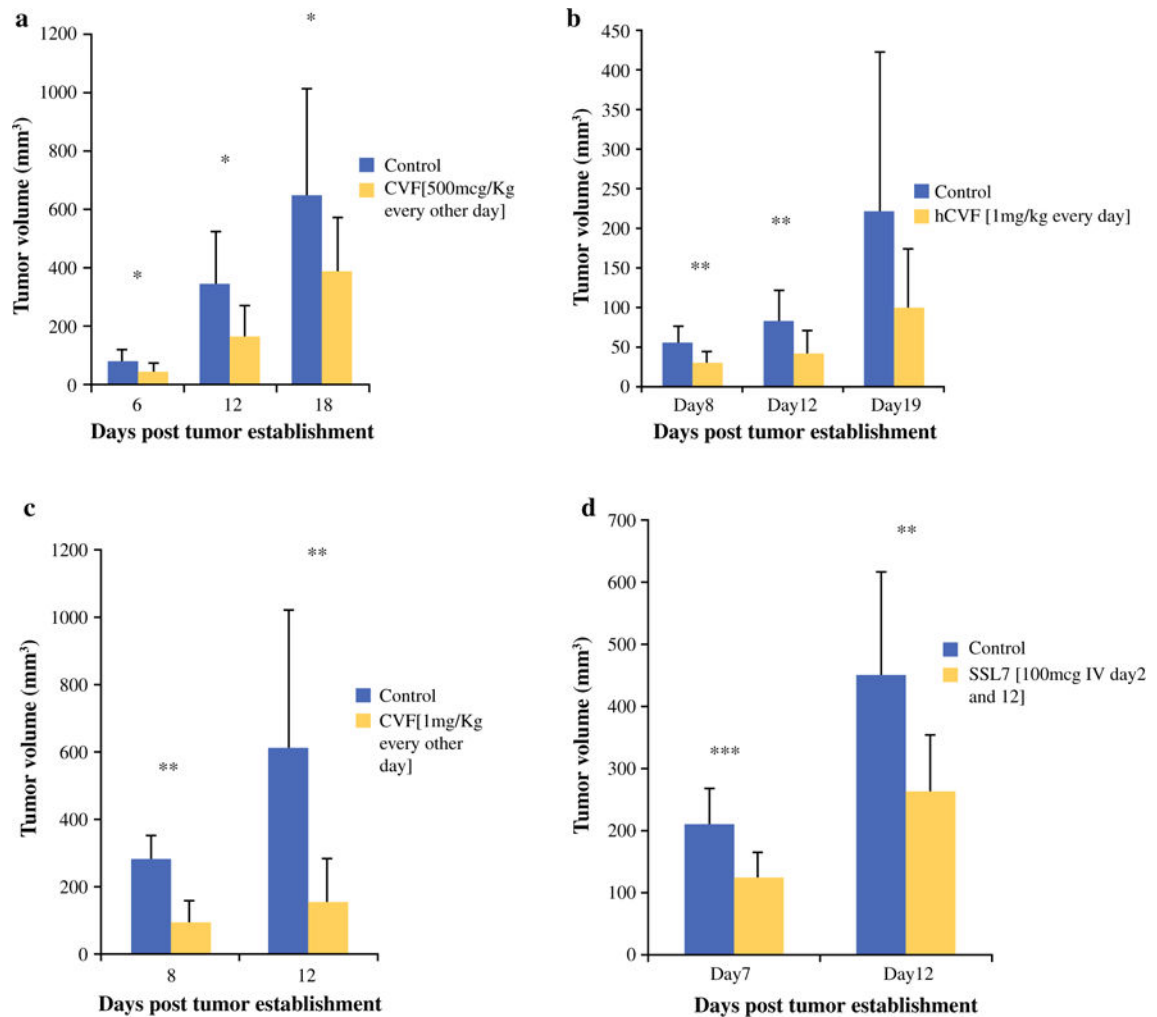 a
Tumor volume (mm³)
1200
1000
800
600
400
200
0
*
*
*
6 12 18
Days post tumor establishment
Control
CVF[500mcg/Kg
every other day]
b
Tumor volume (mm³)
450
400
350
300
250
200
150
100
50
0
**
**
Day8 Day12 Day19
Days post tumor establishment
Control
hCVF [1mg/kg every day]
c
Tumor volume (mm³)
1200
1000
800
600
400
200
0
**
**
8 12
Days post tumor establishment
Control
CVF[1mg/Kg
every other
day]
d
Tumor volume (mm³)
700
600
500
400
300
200
100
0
**
***
Day7 Day12
Days post tumor establishment
Control
SSL7 [100mcg IV day2
and 12]